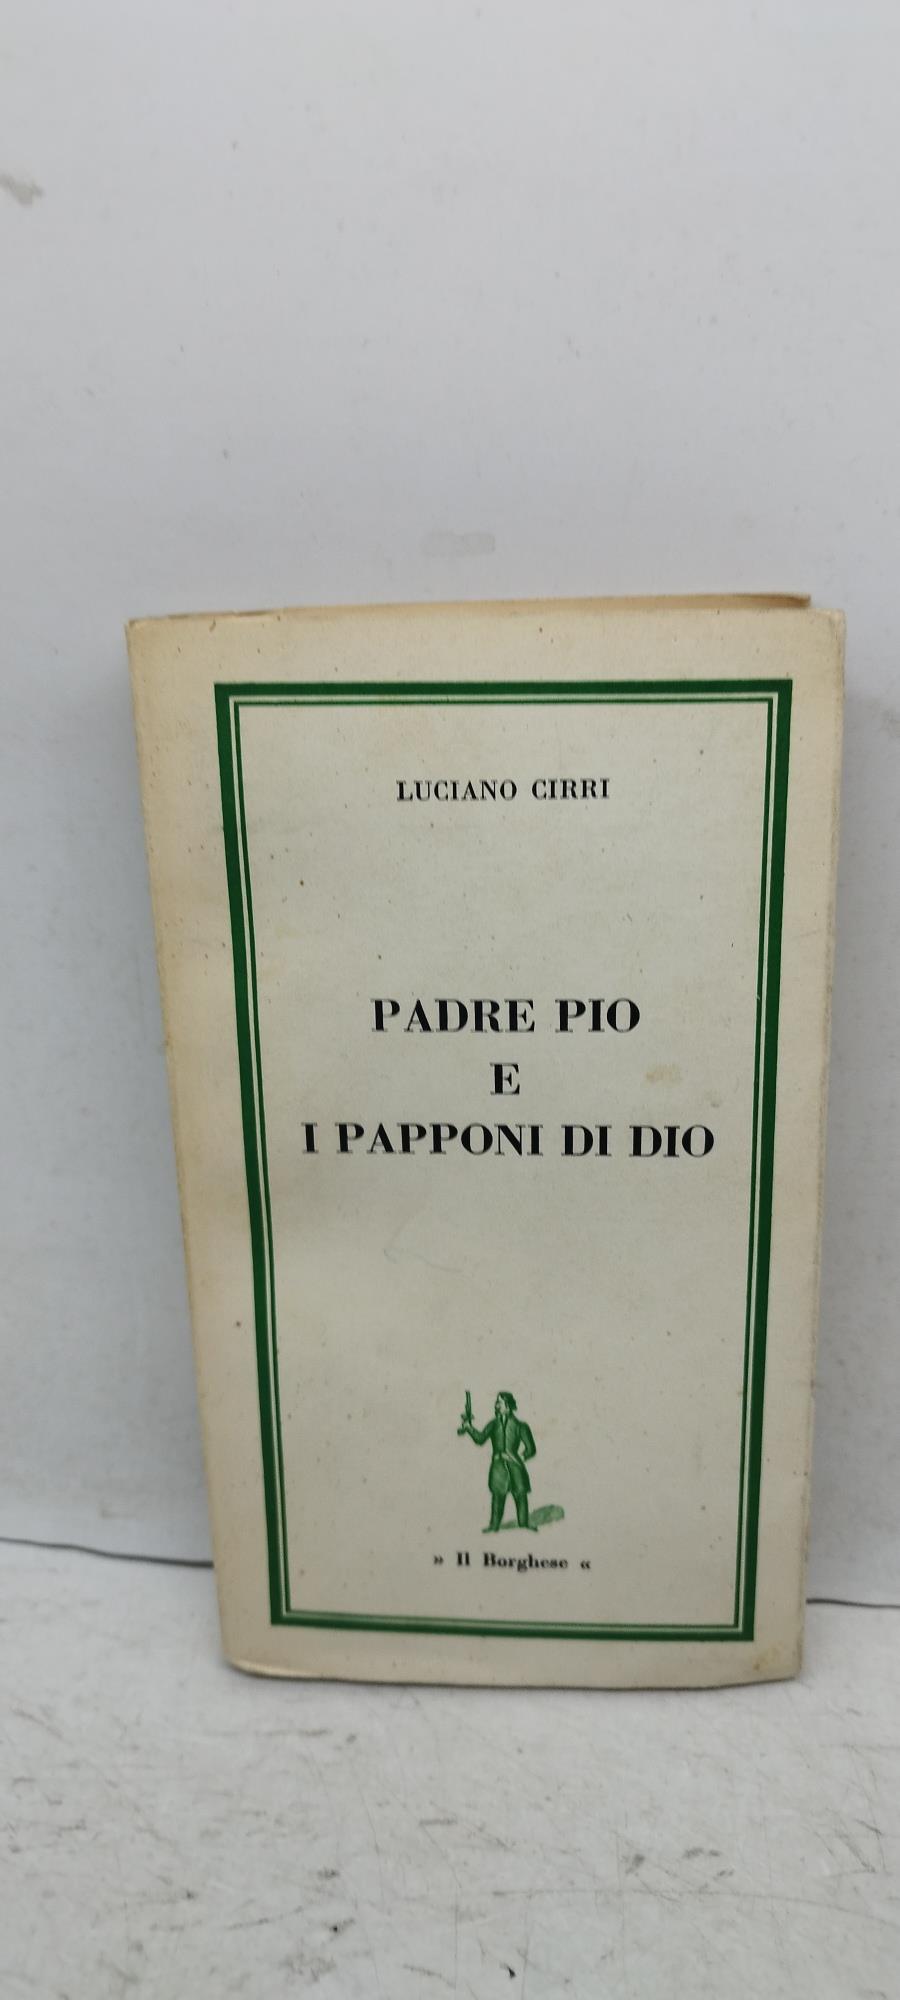 LUCIANO CIRRI
PADRE PIO
E
I PAPPONI DI DIO
» Il Borghese «